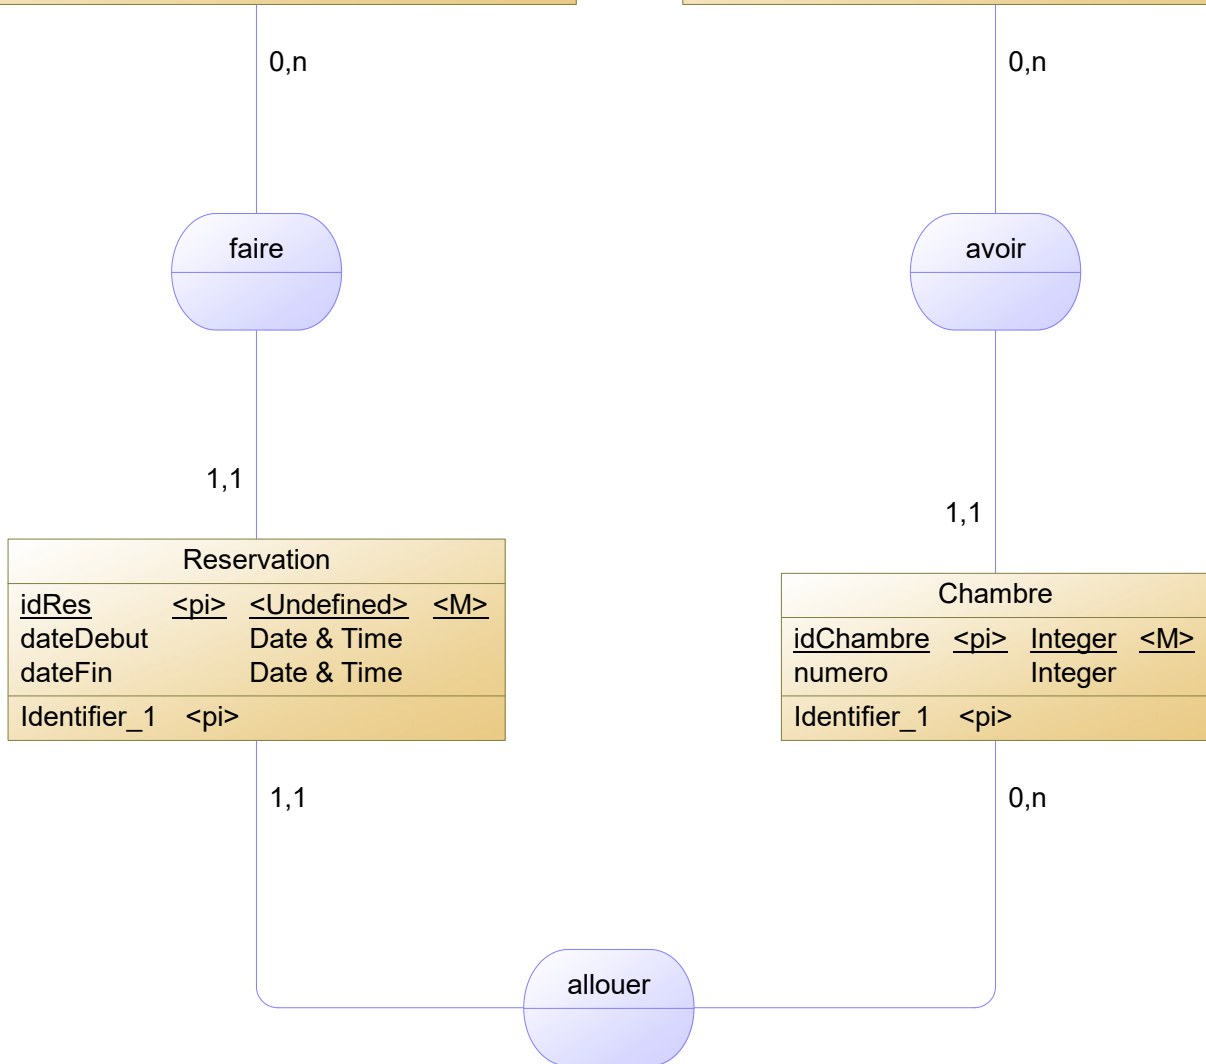 0,n
0,n
faire
avoir
1,1
1,1
Reservation
idRes <pi> <Undefined> <M>
dateDebut Date & Time
dateFin Date & Time
Identifier_1 <pi>
Chambre
idChambre <pi> Integer <M>
numero Integer
Identifier_1 <pi>
1,1
0,n
allouer